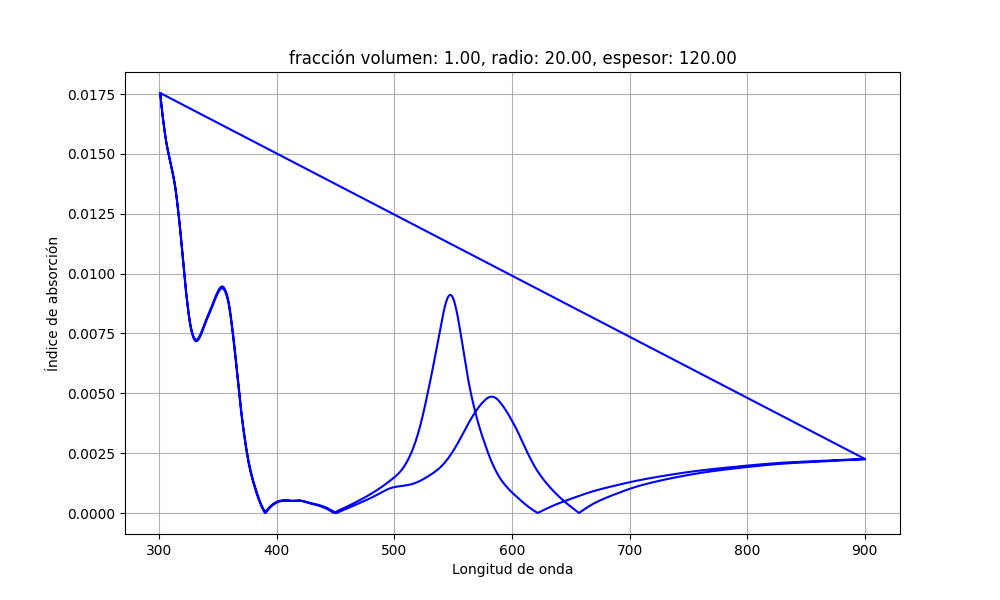 fracción volumen: 1.00, radio: 20.00, espesor: 120.00
0.0175
0.0150
0.0125
0.0100
0.0075
0.0050
0.0025
0.0000
Índice de absorción
300 400 500 600 700 800 900
Longitud de onda